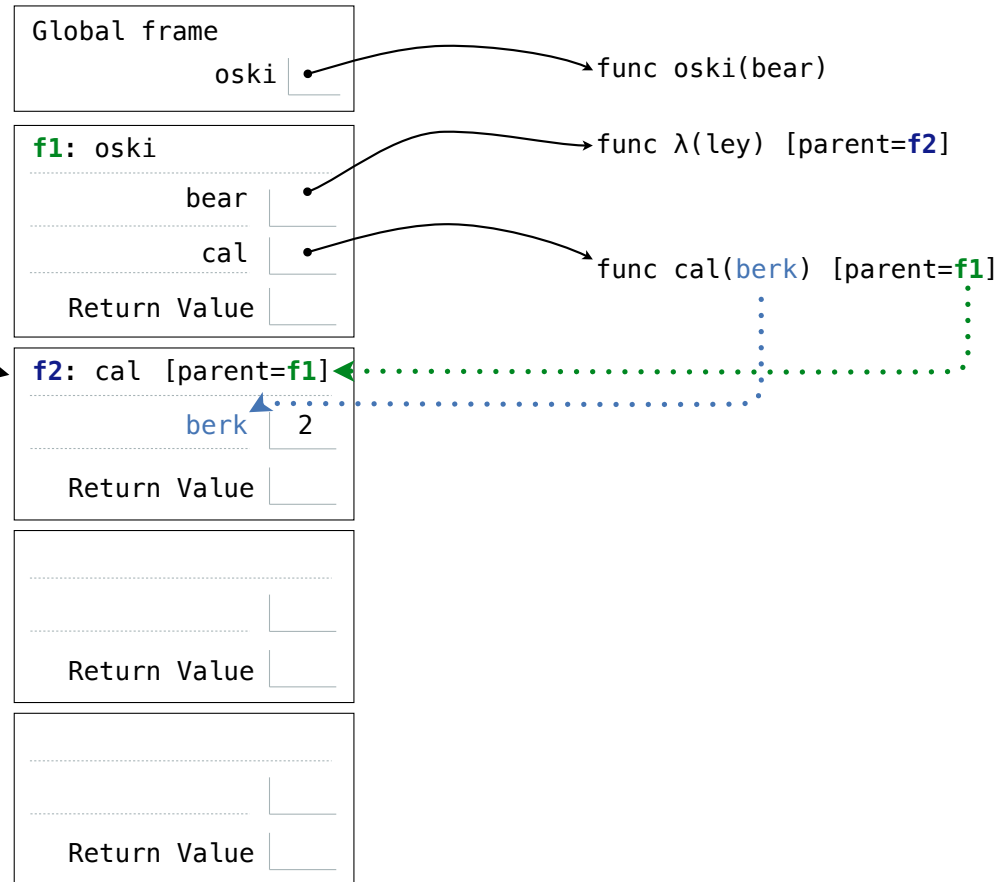 Global frame
oski
func oski(bear)
f1: oski
func λ(ley) [parent=f2]
bear
cal
func cal(berk) [parent=f1]
Return Value
f2: cal [parent=f1]
berk 2
Return Value
Return Value
Return Value